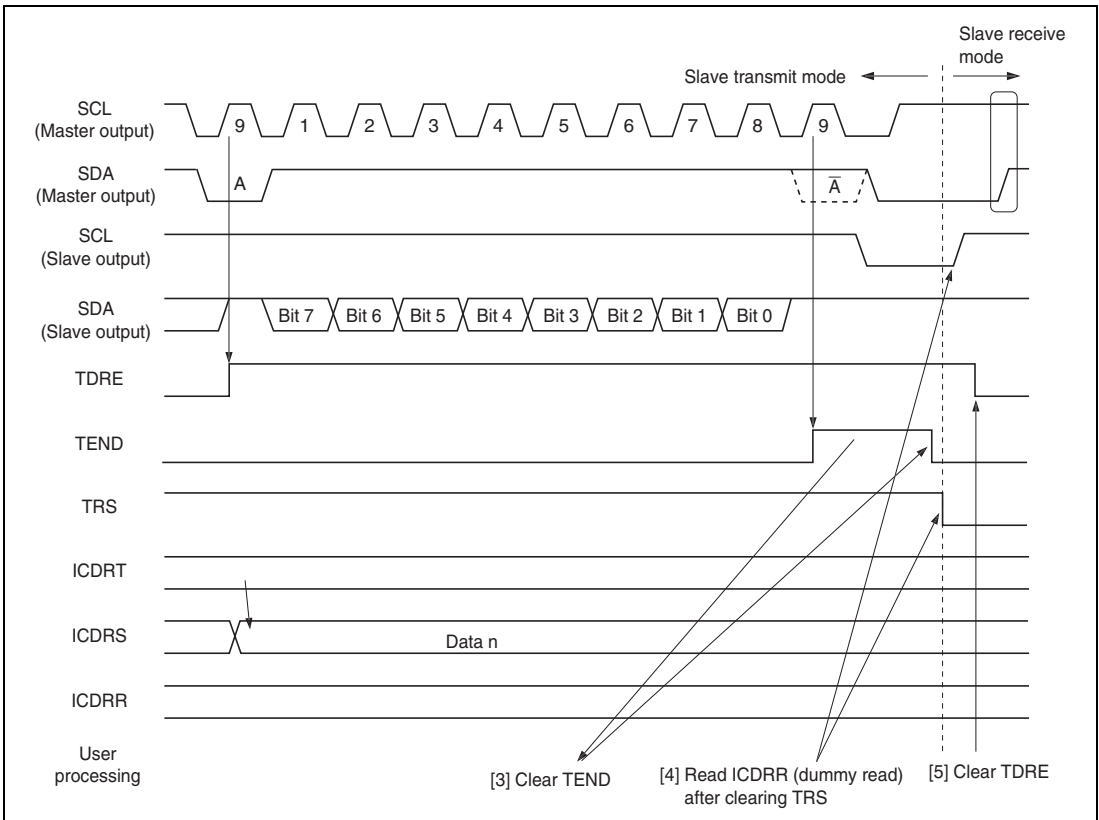 Slave receive
mode
Slave transmit mode
SCL
(Master output)
9 1 2 3 4 5 6 7 8 9
SDA
(Master output)
A A̅
SCL
(Slave output)
SDA
(Slave output)
Bit 7 Bit 6 Bit 5 Bit 4 Bit 3 Bit 2 Bit 1 Bit 0
TDRE
TEND
TRS
ICDRT
ICDRS
Data n
ICDRR
User
processing
[3] Clear TEND
[4] Read ICDRR (dummy read)
after clearing TRS
[5] Clear TDRE